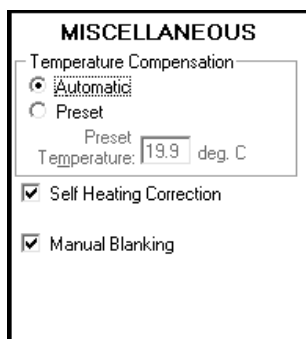 MISCELLANEOUS
Temperature Compensation
Automatic
Preset
Preset
Temperature: 19.9 deg. C
Self Heating Correction
Manual Blanking